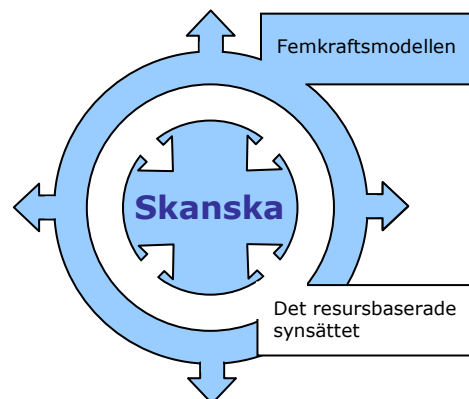 Femkraftsmodellen
Skanska
Det resursbaserade
synsättet